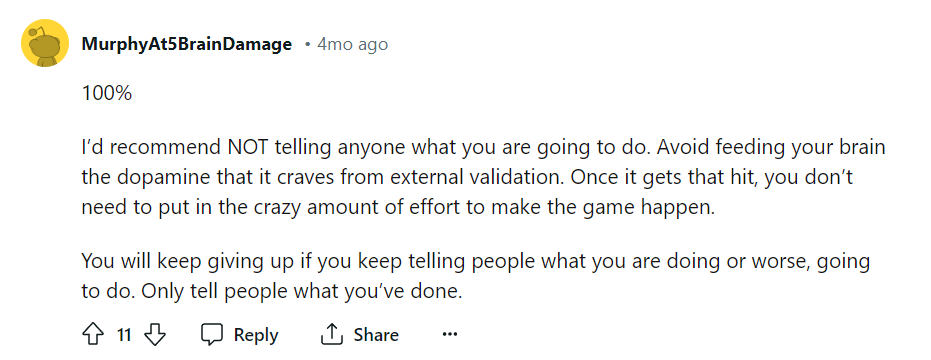 MurphyAt5BrainDamage • 4mo ago
100%
I’d recommend NOT telling anyone what you are going to do. Avoid feeding your brain
the dopamine that it craves from external validation. Once it gets that hit, you don’t
need to put in the crazy amount of effort to make the game happen.
You will keep giving up if you keep telling people what you are doing or worse, going
to do. Only tell people what you’ve done.
11 Reply Share ···